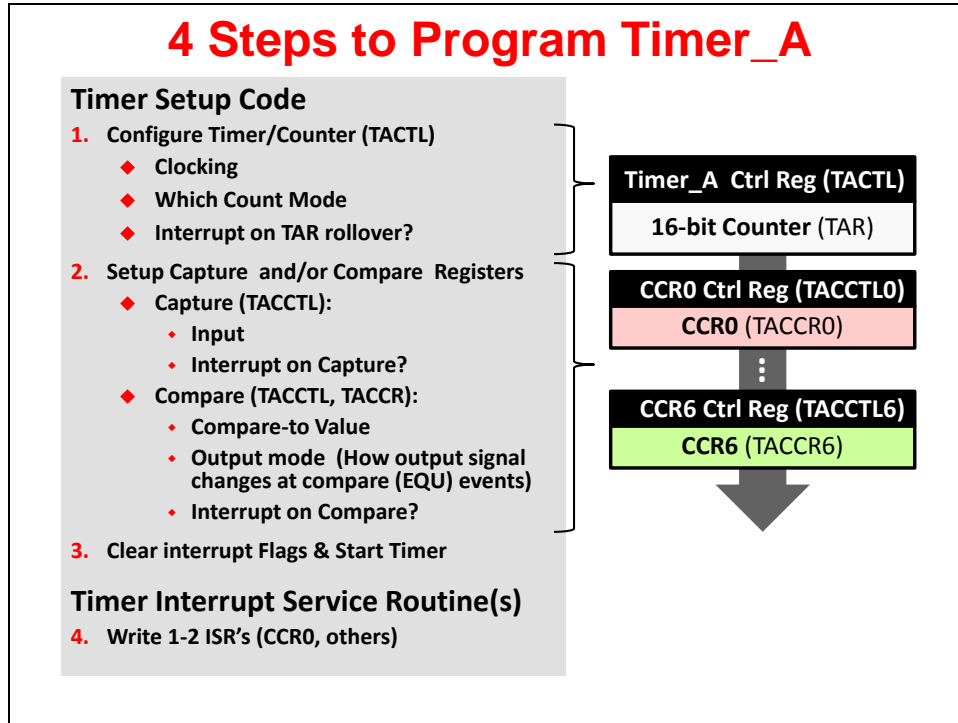 4 Steps to Program Timer_A
Timer Setup Code
1. Configure Timer/Counter (TACTL)
◆ Clocking
◆ Which Count Mode
◆ Interrupt on TAR rollover?
2. Setup Capture and/or Compare Registers
◆ Capture (TACCTL):
◆ Input
◆ Interrupt on Capture?
◆ Compare (TACCTL, TACCR):
◆ Compare-to Value
◆ Output mode (How output signal
changes at compare (EQU) events)
◆ Interrupt on Compare?
3. Clear interrupt Flags & Start Timer
Timer Interrupt Service Routine(s)
4. Write 1-2 ISR's (CCR0, others)
Timer_A Ctrl Reg (TACTL)
16-bit Counter (TAR)
CCR0 Ctrl Reg (TACCTL0)
CCR0 (TACCR0)
⋮
CCR6 Ctrl Reg (TACCTL6)
CCR6 (TACCR6)